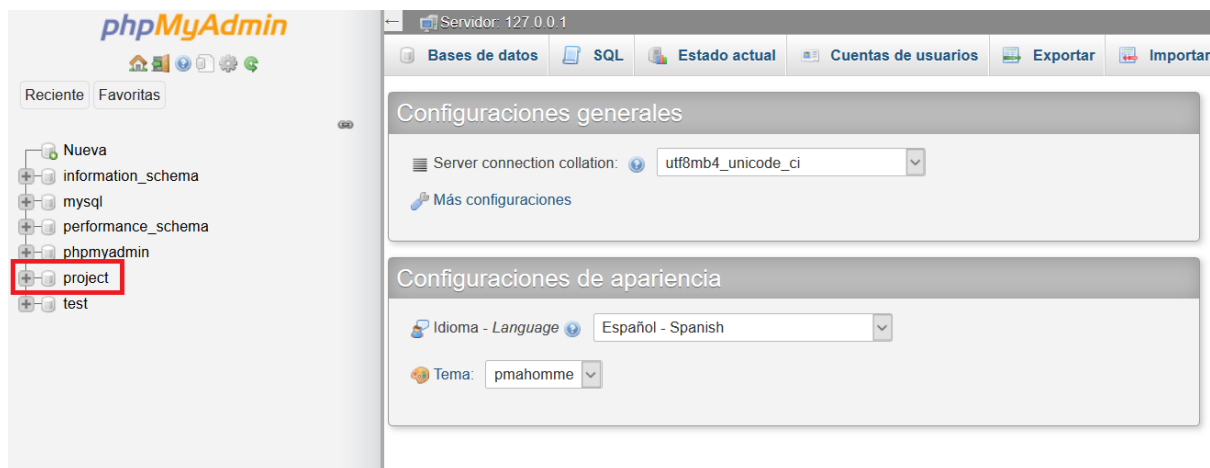 phpMyAdmin
Reciente Favoritas
Nueva
information_schema
mysql
performance_schema
phpmyadmin
project
test
Servidor: 127.0.0.1
Bases de datos SQL Estado actual Cuentas de usuarios Exportar Importar
Configuraciones generales
Server connection collation: utf8mb4_unicode_ci
Más configuraciones
Configuraciones de apariencia
Idioma - Language Español - Spanish
Tema: pmahomme